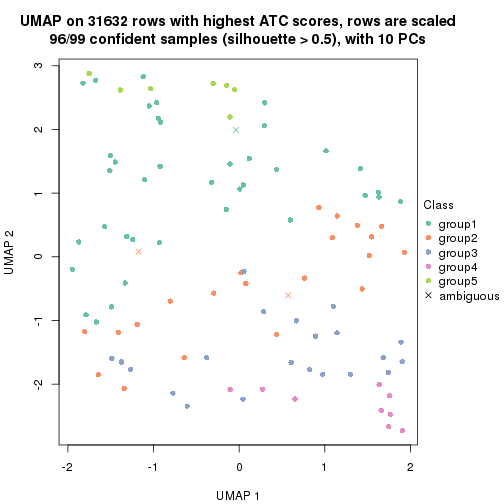 UMAP on 31632 rows with highest ATC scores, rows are scaled
96/99 confident samples (silhouette > 0.5), with 10 PCs
3
2
1
0
-1
-2
UMAP 2
-2
-1
0
1
2
UMAP 1
Class
group1
group2
group3
group4
group5
ambiguous